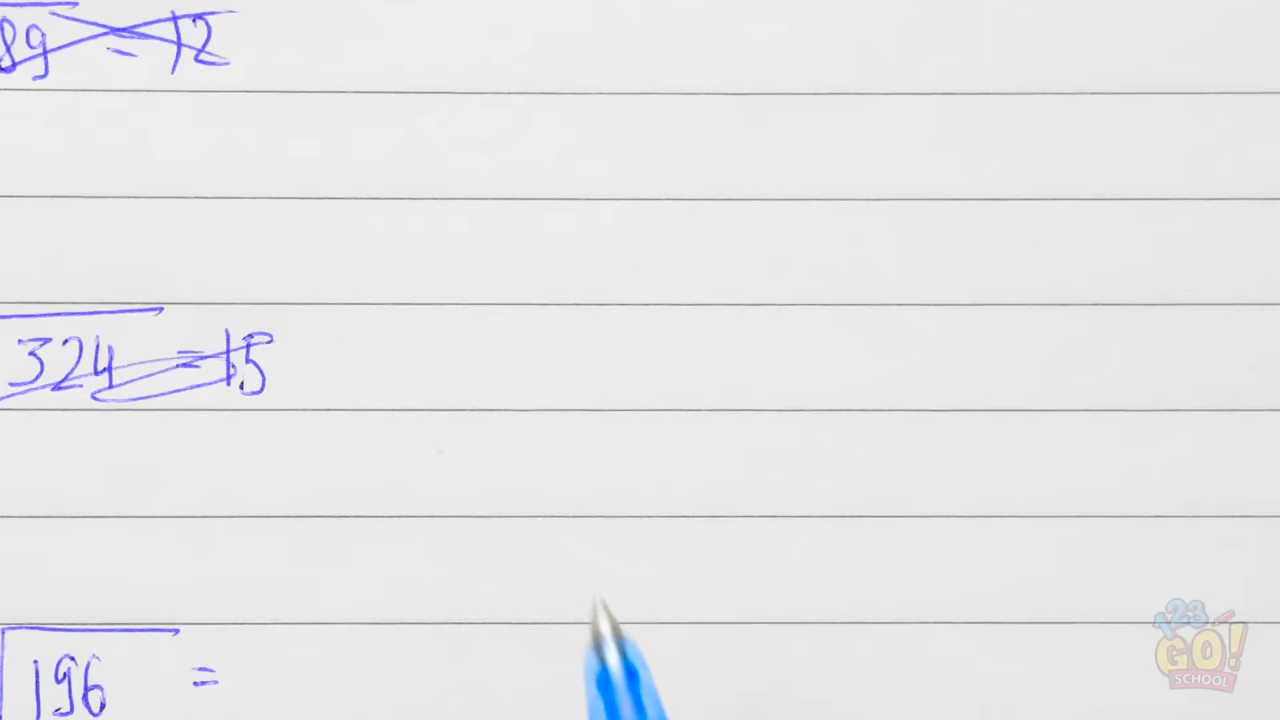 89 = 12
√324 = 15
√196 =
123 GO! SCHOOL